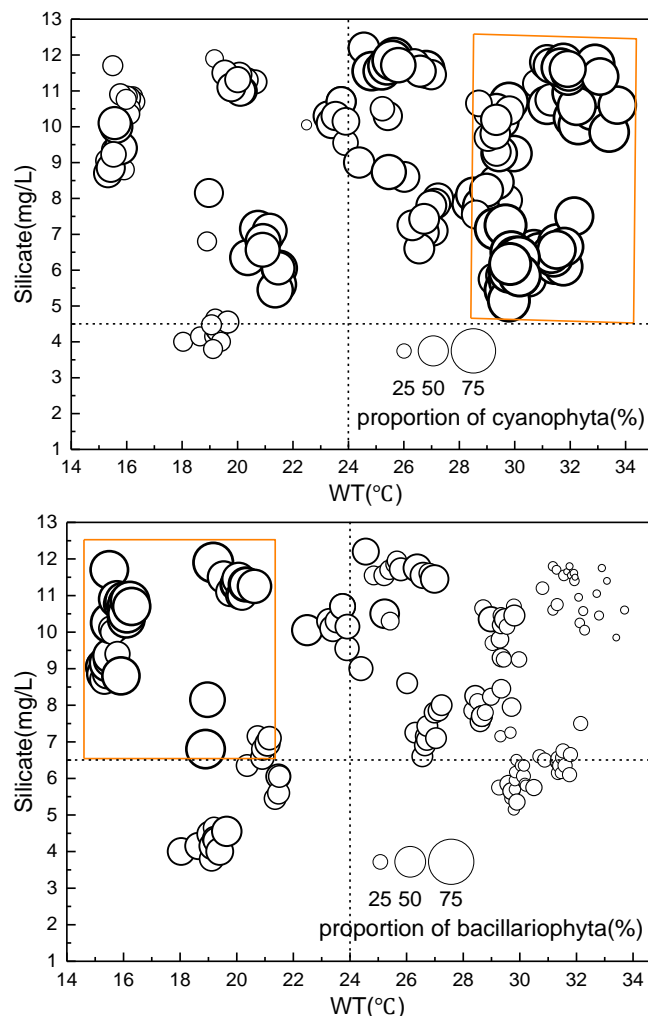 13
12
11
10
9
8
7
6
5
4
3
2
1
Silicate(mg/L)
25 50 75
proportion of cyanophyta(%)
14 16 18 20 22 24 26 28 30 32 34
WT(℃)
13
12
11
10
9
8
7
6
5
4
3
2
1
Silicate(mg/L)
25 50 75
proportion of bacillariophyta(%)
14 16 18 20 22 24 26 28 30 32 34
WT(℃)